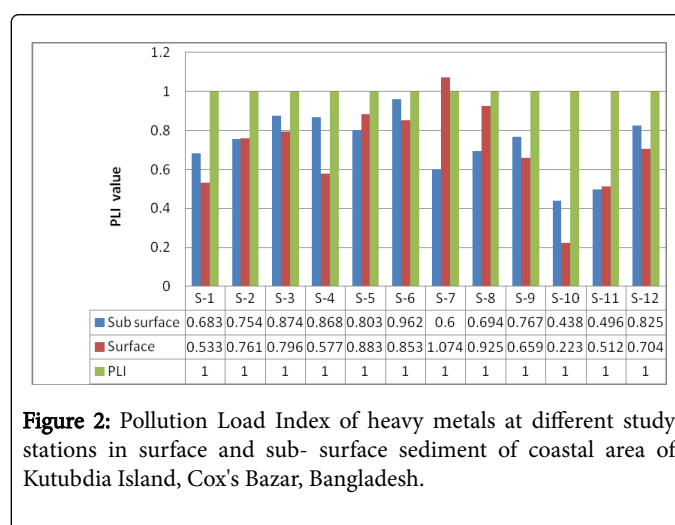 1.2
1
0.8
0.6
0.4
0.2
0
PLI value
S-1 S-2 S-3 S-4 S-5 S-6 S-7 S-8 S-9 S-10 S-11 S-12
Sub surface 0.683 0.754 0.874 0.868 0.803 0.962 0.6 0.694 0.767 0.438 0.496 0.825
Surface 0.533 0.761 0.796 0.577 0.883 0.853 1.074 0.925 0.659 0.223 0.512 0.704
PLI 1 1 1 1 1 1 1 1 1 1 1 1
Figure 2: Pollution Load Index of heavy metals at different study
stations in surface and sub- surface sediment of coastal area of
Kutubdia Island, Cox's Bazar, Bangladesh.